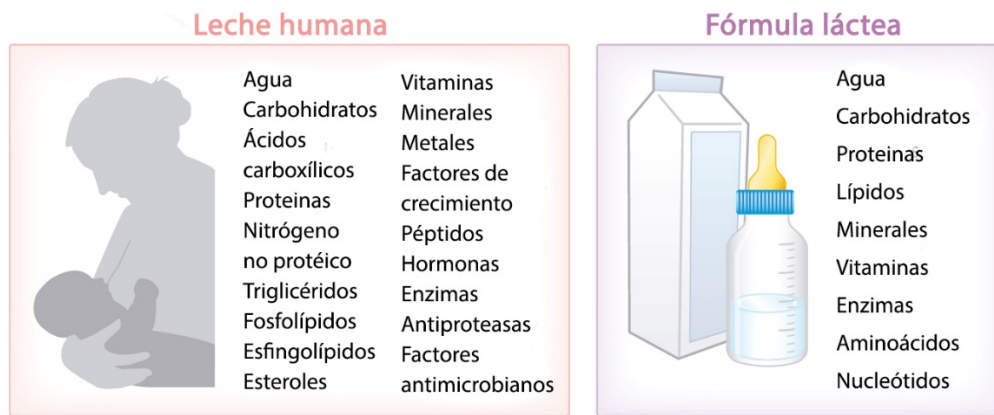 Leche humana
Agua
Carbohidratos
Ácidos
carboxílicos
Proteinas
Nitrógeno
no protéico
Triglicéridos
Fosfolípidos
Esfingolípidos
Esteroles
Vitaminas
Minerales
Metales
Factores de
crecimiento
Péptidos
Hormonas
Enzimas
Antiproteasas
Factores
antimicrobianos
Fórmula láctea
Agua
Carbohidratos
Proteinas
Lípidos
Minerales
Vitaminas
Enzimas
Aminoácidos
Nucleótidos